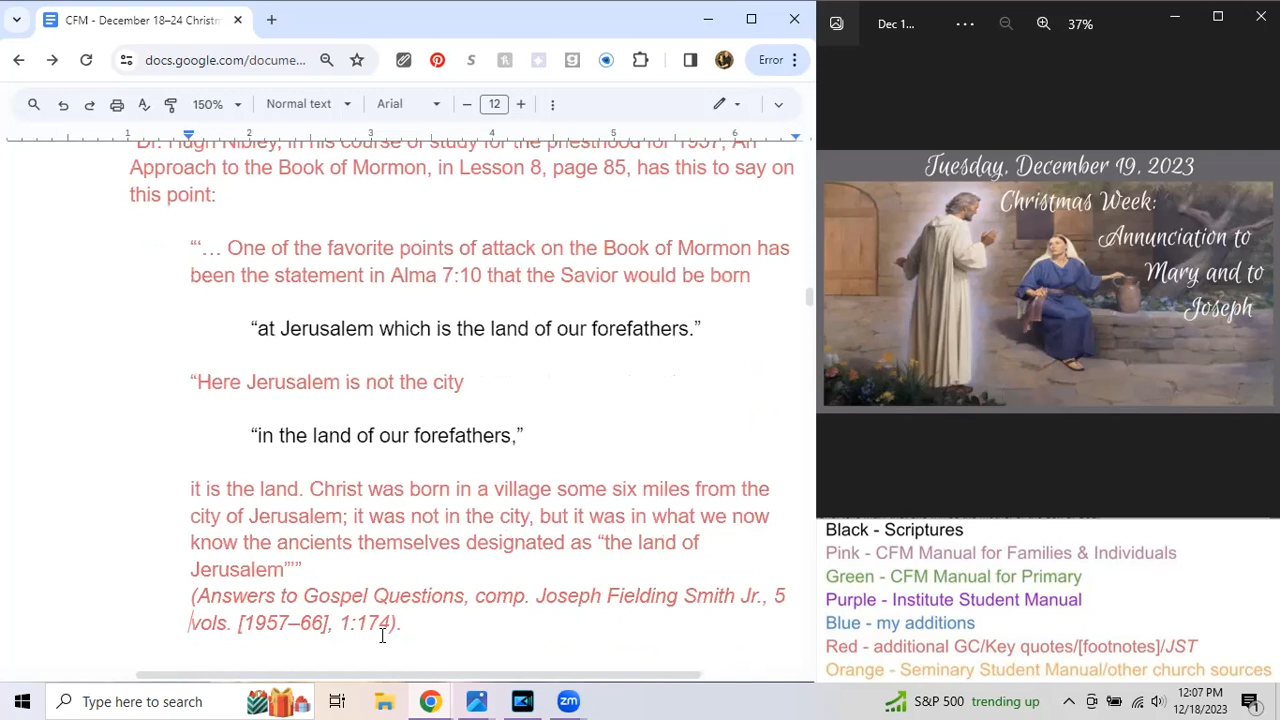 CFM - December 18–24 Christm
docs.google.com/docume...
Error
150%
Normal text
Arial
12
1
2
3
4
5
6
"Dr. Hugh Nibley, in his course of study for the priesthood for 1957, An
Approach to the Book of Mormon, in Lesson 8, page 85, has this to say on
this point:
“‘… One of the favorite points of attack on the Book of Mormon has
been the statement in Alma 7:10 that the Savior would be born
“at Jerusalem which is the land of our forefathers.”
“Here Jerusalem is not the city
“in the land of our forefathers,”
it is the land. Christ was born in a village some six miles from the
city of Jerusalem; it was not in the city, but it was in what we now
know the ancients themselves designated as “the land of
Jerusalem”’”
(Answers to Gospel Questions, comp. Joseph Fielding Smith Jr., 5
vols. [1957–66], 1:174).
Dec 1...
37%
Tuesday, December 19, 2023
Christmas Week:
Annunciation to
Mary and to
Joseph
Black - Scriptures
Pink - CFM Manual for Families & Individuals
Green - CFM Manual for Primary
Purple - Institute Student Manual
Blue - my additions
Red - additional GC/Key quotes/[footnotes]/JST
Orange - Seminary Student Manual/other church sources
Type here to search
S&P 500 trending up
12:07 PM
12/18/2023
1